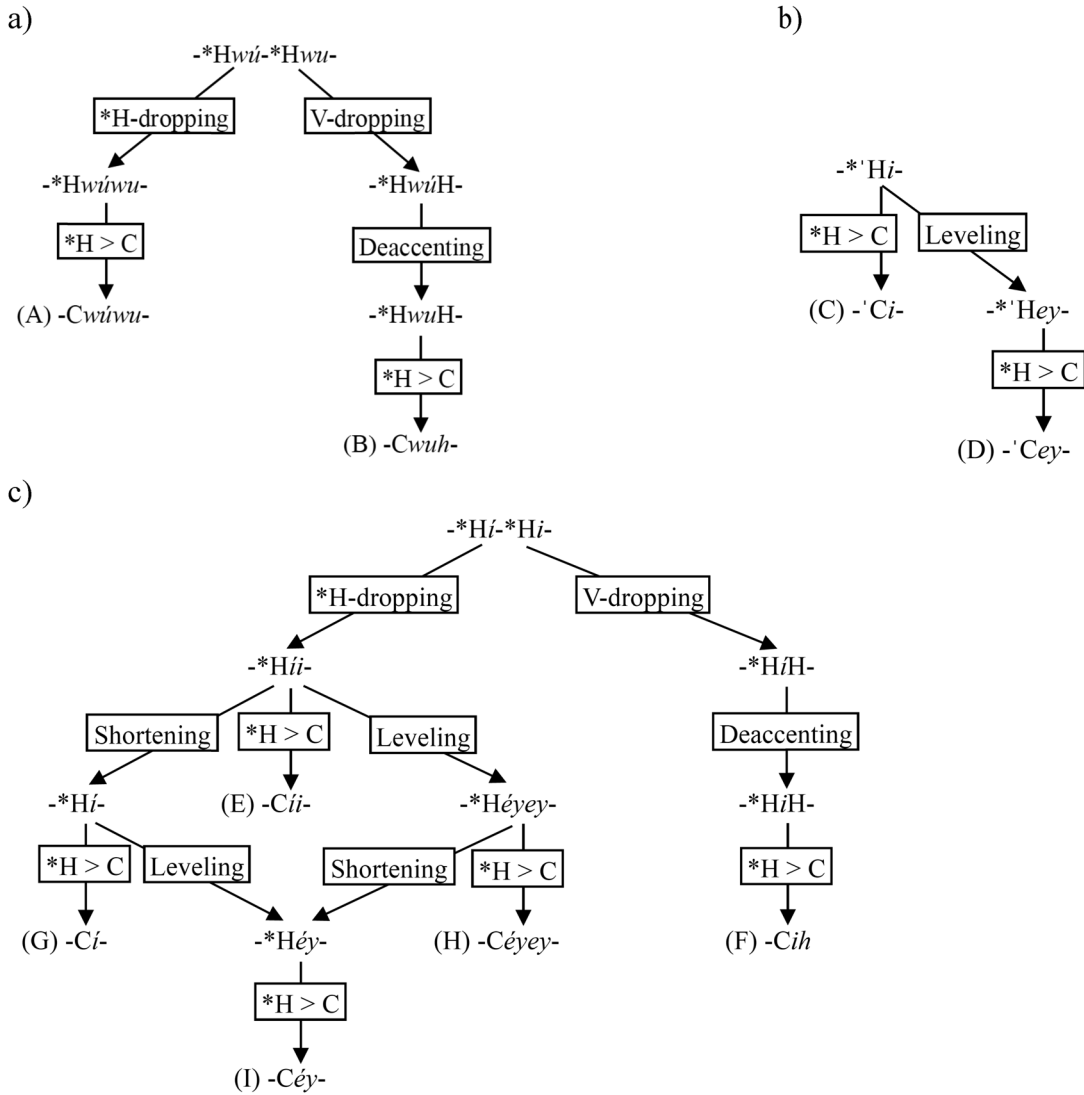 a)
b)
-*Hwú-*Hwu-
*H-dropping
V-dropping
-*Hwúwu-
-*HwúH-
*H > C
Deaccenting
(A) -Cwúwu-
-*HwuH-
*H > C
(B) -Cwuh-
-*ˈHi-
*H > C
Leveling
(C) -ˈCi-
-*ˈHey-
*H > C
(D) -ˈCey-
c)
-*Hí-*Hi-
*H-dropping
V-dropping
-*Híi-
-*HíH-
Shortening
*H > C
Leveling
Deaccenting
-*Hí-
(E) -Cíi-
-*Héyey-
-*HiH-
*H > C
Leveling
Shortening
*H > C
*H > C
(G) -Cí-
-*Héy-
(H) -Céyey-
(F) -Cih
*H > C
(I) -Céy-